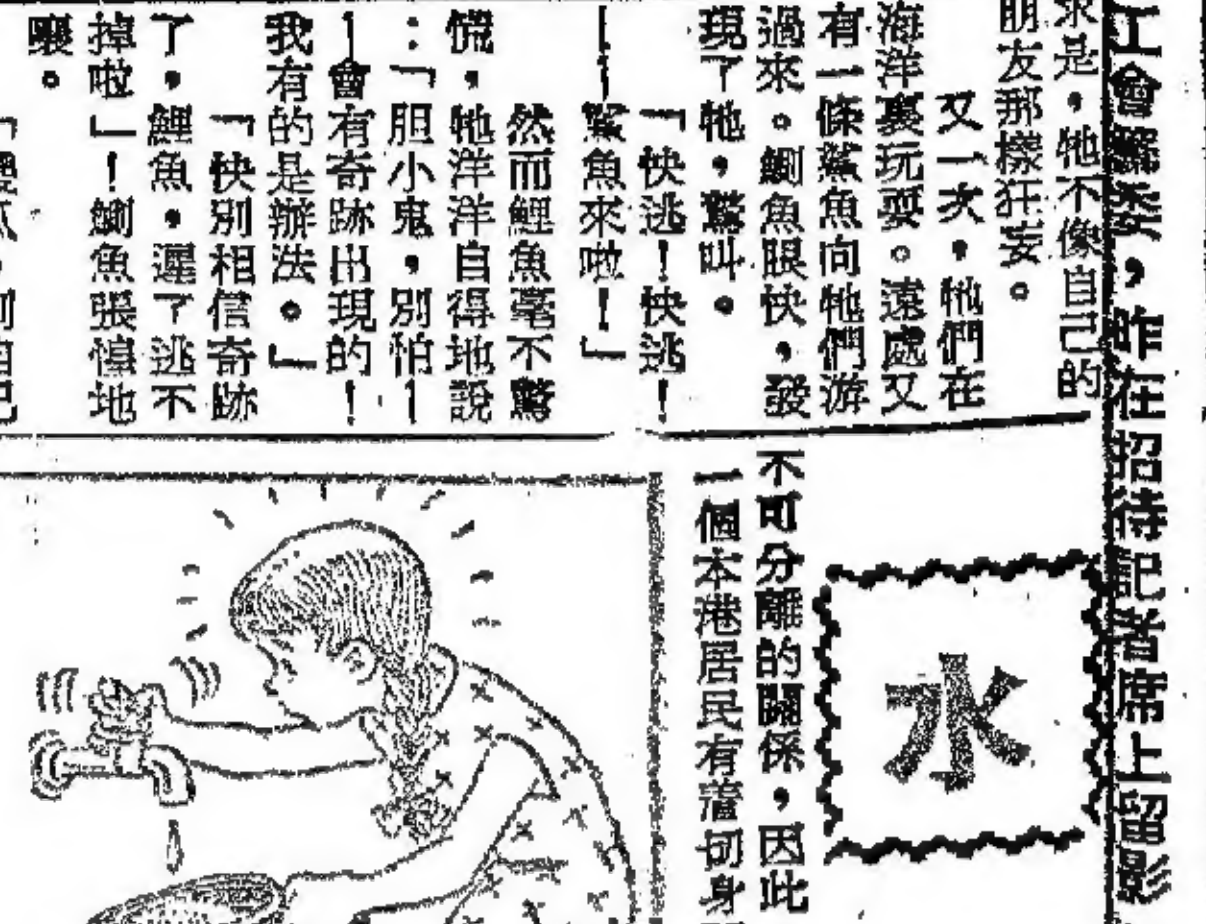 工會　委，昨在招待記者席上留影
求是，牠不像自己的
朋友那樣狂妄。
又一次，牠們在
海洋裏玩耍。遠處又
有一條鯊魚向牠們游
過來。鯽魚眼快，發
現了牠，驚叫。
「快逃！快逃！
——鯊魚來啦！」
然而鯉魚毫不驚
慌，牠洋洋自得地說
：「胆小鬼，別怕—
—會有奇跡出現的！
我有的是辦法。」
「快別相信奇跡
了，鯉魚，遲了逃不
掉啦」！鯽魚張惶地
嚷。
水
不可分離的關係，因此
一個本港居民有着切身